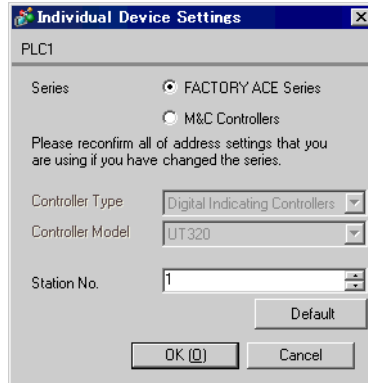 Individual Device Settings
PLC1
Series
FACTORY ACE Series
M&C Controllers
Please reconfirm all of address settings that you
are using if you have changed the series.
Controller Type
Digital Indicating Controllers
Controller Model
UT320
Station No.
1
Default
OK (O)
Cancel